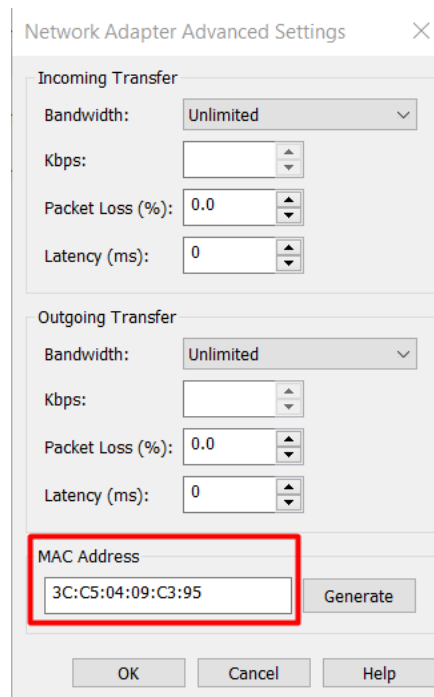 Network Adapter Advanced Settings
Incoming Transfer
Bandwidth: Unlimited
Kbps:
Packet Loss (%): 0.0
Latency (ms): 0
Outgoing Transfer
Bandwidth: Unlimited
Kbps:
Packet Loss (%): 0.0
Latency (ms): 0
MAC Address
3C:C5:04:09:C3:95 Generate
OK Cancel Help